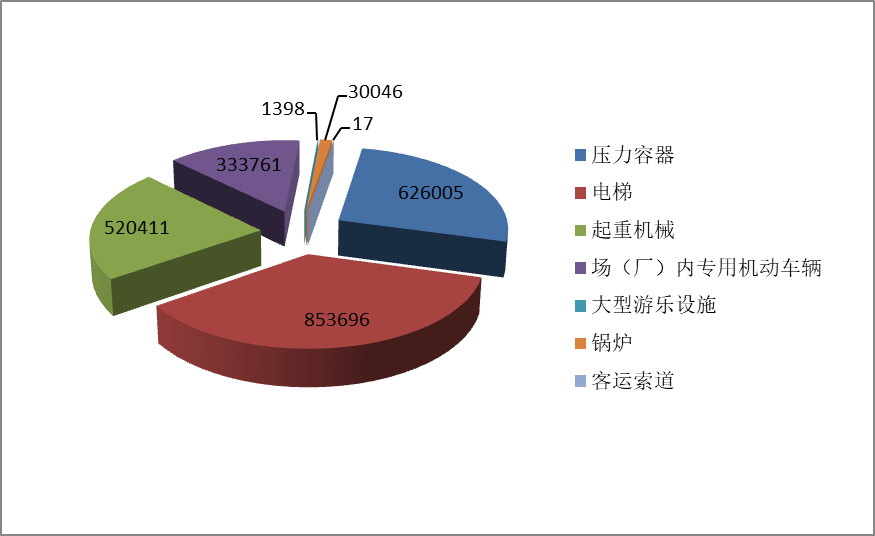 30046
1398
17
333761
626005
520411
853696
压力容器
电梯
起重机械
场（厂）内专用机动车辆
大型游乐设施
锅炉
客运索道